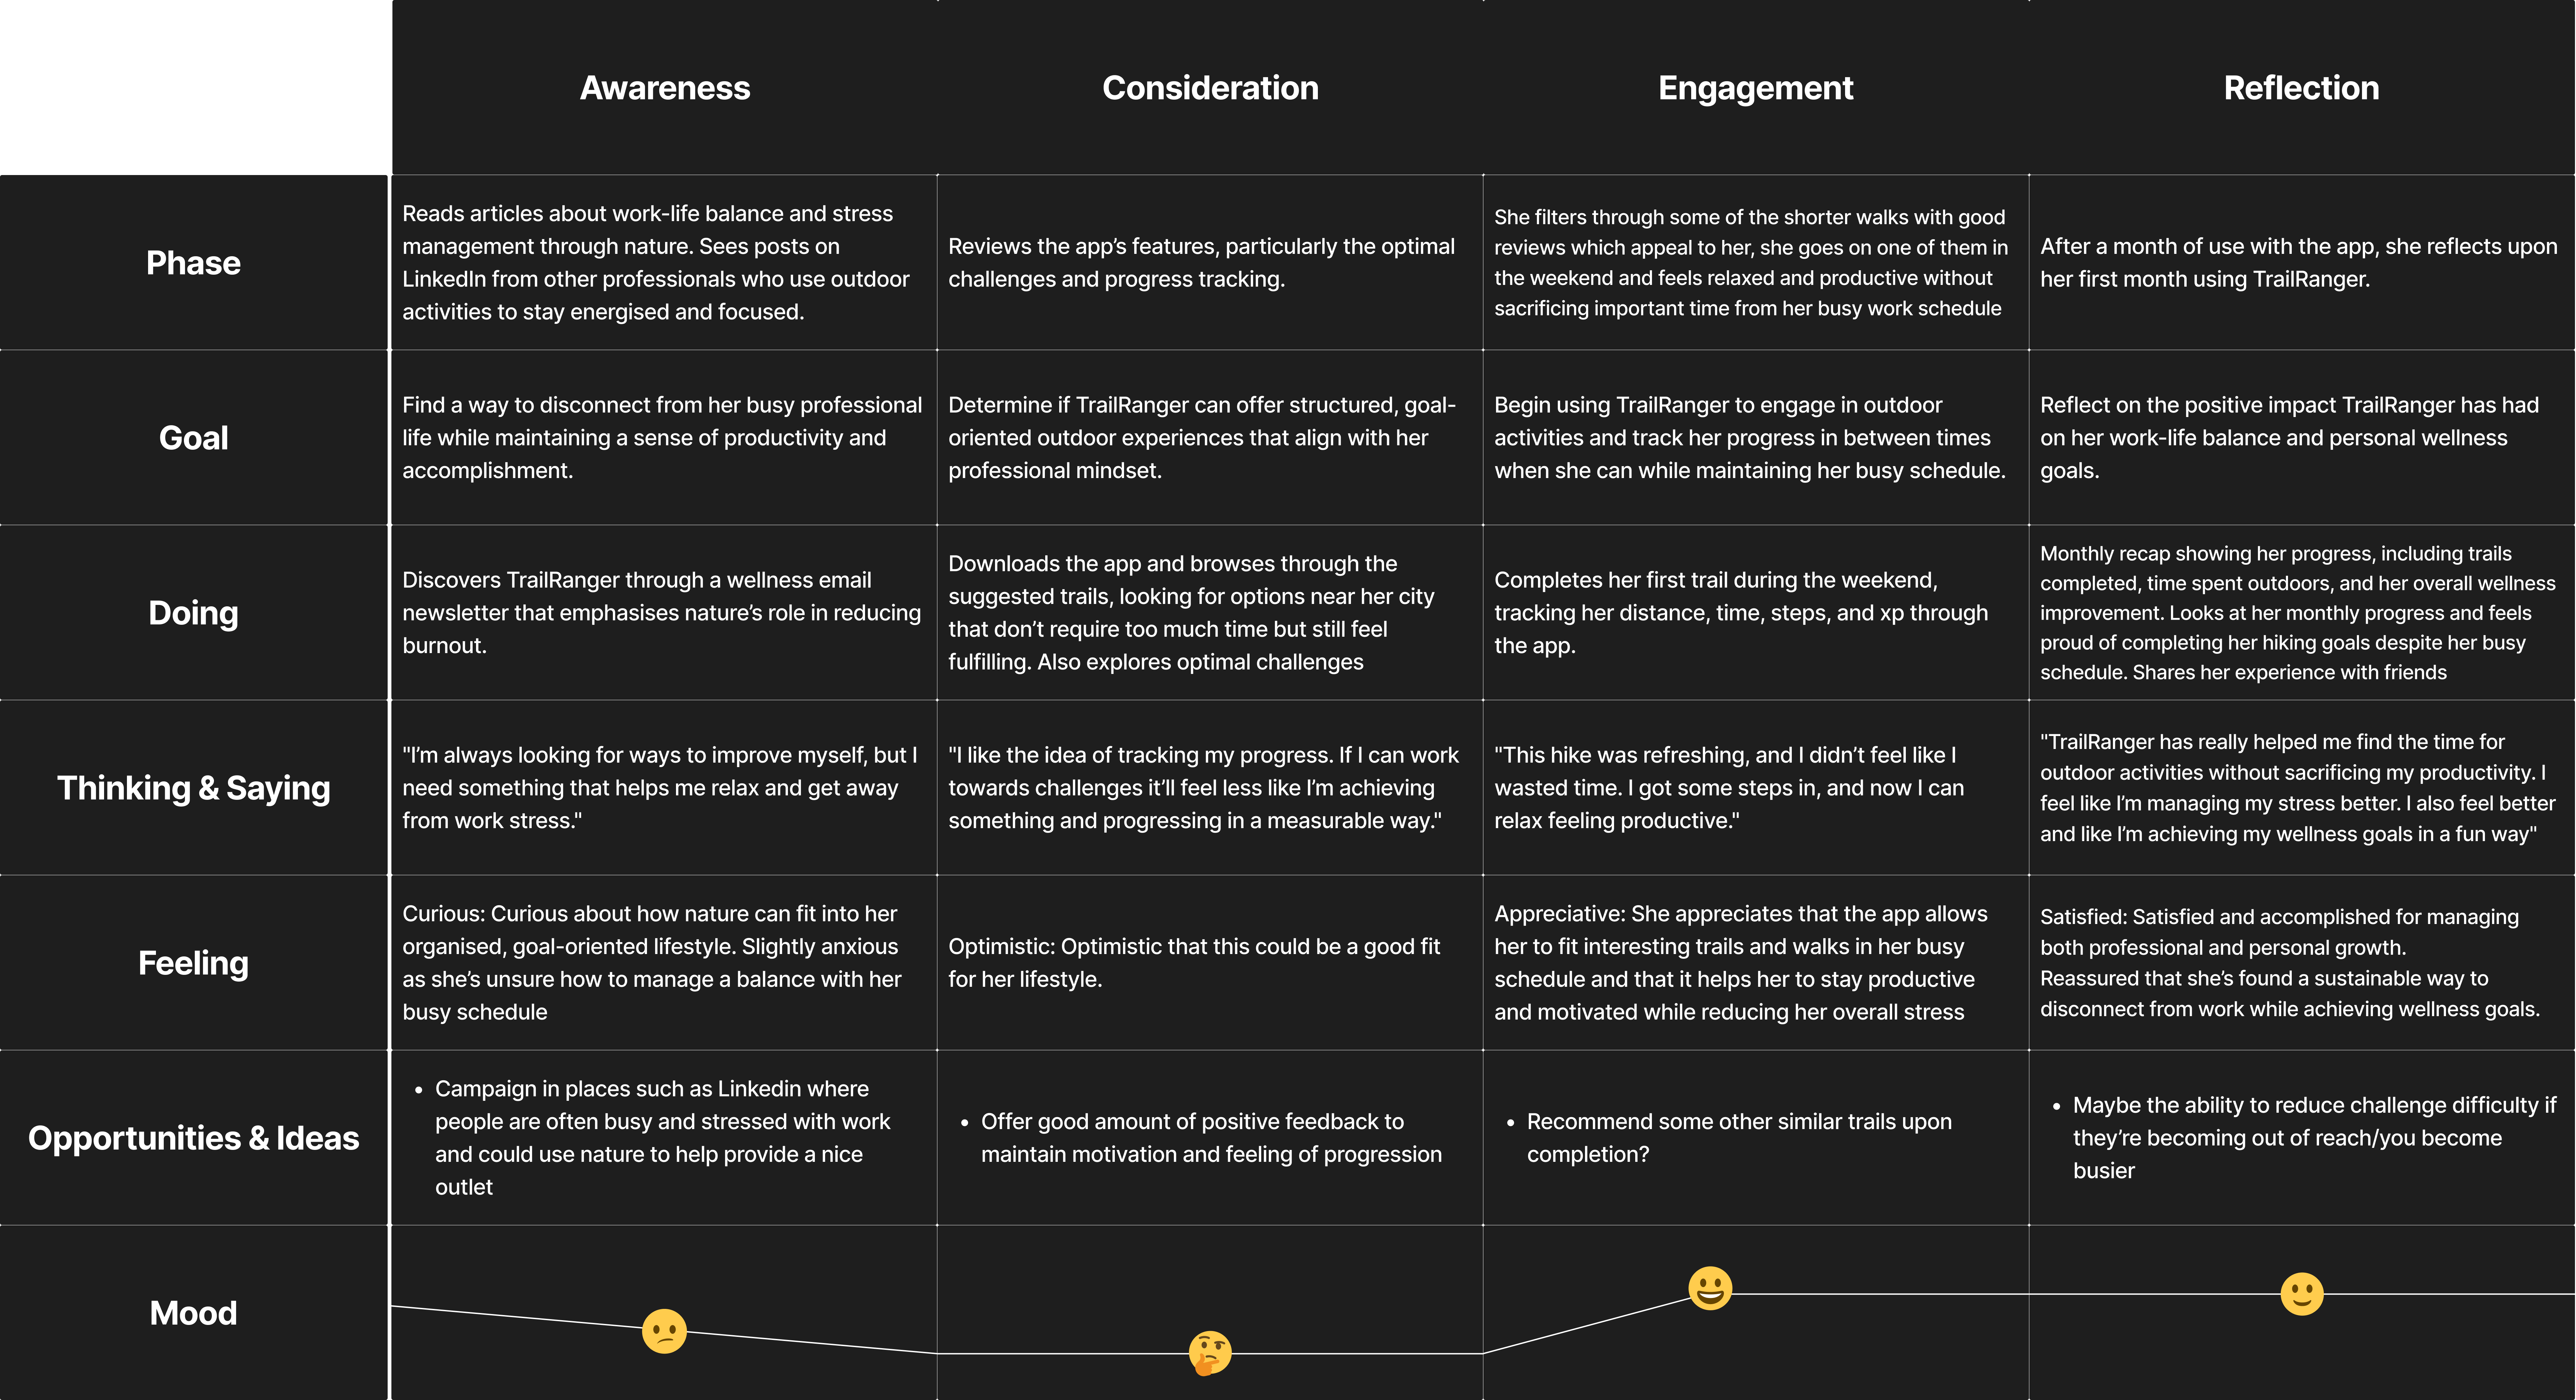 Awareness
Consideration
Engagement
Reflection
Phase
Reads articles about work-life balance and stress
management through nature. Sees posts on
LinkedIn from other professionals who use outdoor
activities to stay energised and focused.
Reviews the app’s features, particularly the optimal
challenges and progress tracking.
She filters through some of the shorter walks with good
reviews which appeal to her, she goes on one of them in
the weekend and feels relaxed and productive without
sacrificing important time from her busy work schedule
After a month of use with the app, she reflects upon
her first month using TrailRanger.
Goal
Find a way to disconnect from her busy professional
life while maintaining a sense of productivity and
accomplishment.
Determine if TrailRanger can offer structured, goal-
oriented outdoor experiences that align with her
professional mindset.
Begin using TrailRanger to engage in outdoor
activities and track her progress in between times
when she can while maintaining her busy schedule.
Reflect on the positive impact TrailRanger has had
on her work-life balance and personal wellness
goals.
Doing
Discovers TrailRanger through a wellness email
newsletter that emphasises nature’s role in reducing
burnout.
Downloads the app and browses through the
suggested trails, looking for options near her city
that don’t require too much time but still feel
fulfilling. Also explores optimal challenges
Completes her first trail during the weekend,
tracking her distance, time, steps, and xp through
the app.
Monthly recap showing her progress, including trails
completed, time spent outdoors, and her overall wellness
improvement. Looks at her monthly progress and feels
proud of completing her hiking goals despite her busy
schedule. Shares her experience with friends
Thinking & Saying
"I’m always looking for ways to improve myself, but I
need something that helps me relax and get away
from work stress."
"I like the idea of tracking my progress. If I can work
towards challenges it’ll feel less like I’m achieving
something and progressing in a measurable way."
"This hike was refreshing, and I didn’t feel like I
wasted time. I got some steps in, and now I can
relax feeling productive."
"TrailRanger has really helped me find the time for
outdoor activities without sacrificing my productivity. I
feel like I’m managing my stress better. I also feel better
and like I’m achieving my wellness goals in a fun way"
Feeling
Curious: Curious about how nature can fit into her
organised, goal-oriented lifestyle. Slightly anxious
as she’s unsure how to manage a balance with her
busy schedule
Optimistic: Optimistic that this could be a good fit
for her lifestyle.
Appreciative: She appreciates that the app allows
her to fit interesting trails and walks in her busy
schedule and that it helps her to stay productive
and motivated while reducing her overall stress
Satisfied: Satisfied and accomplished for managing
both professional and personal growth.
Reassured that she’s found a sustainable way to
disconnect from work while achieving wellness goals.
Opportunities & Ideas
• Campaign in places such as Linkedin where
people are often busy and stressed with work
and could use nature to help provide a nice
outlet
• Offer good amount of positive feedback to
maintain motivation and feeling of progression
• Recommend some other similar trails upon
completion?
• Maybe the ability to reduce challenge difficulty if
they’re becoming out of reach/you become
busier
Mood